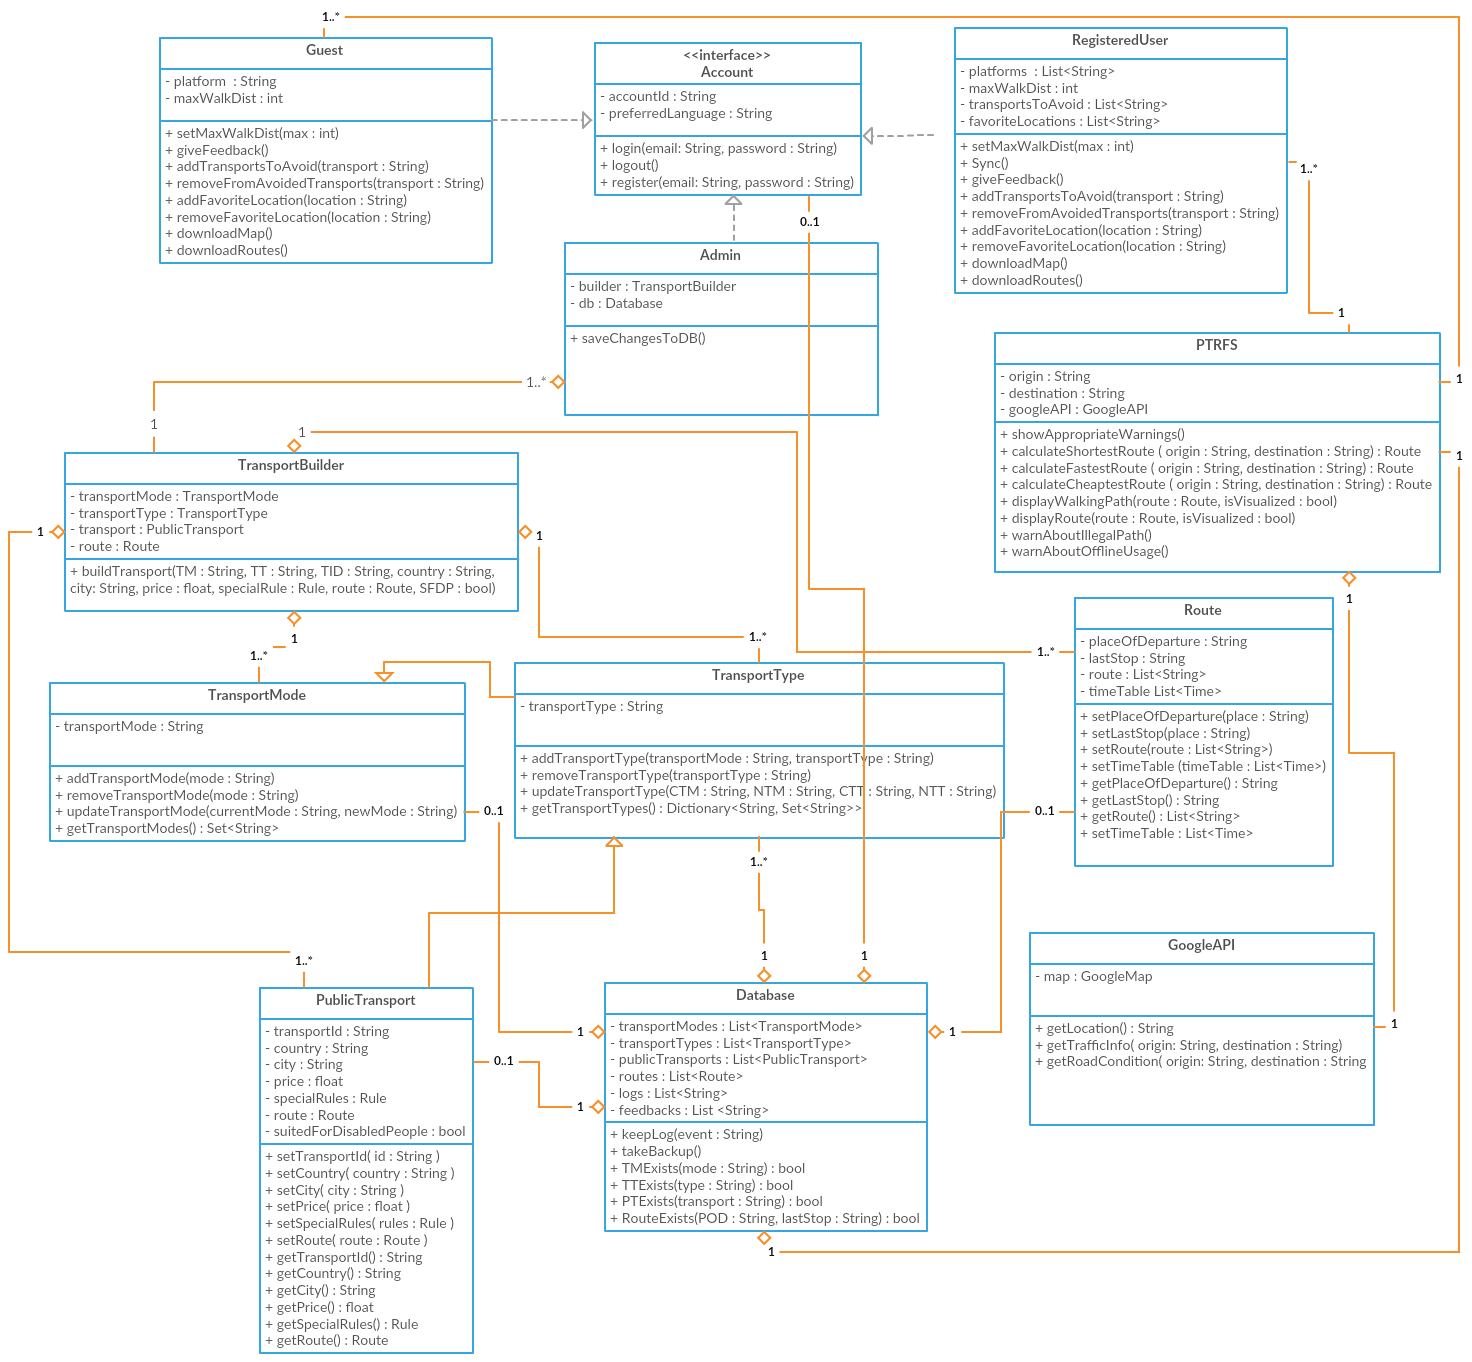 1..*
Guest
- platform  : String
- maxWalkDist : int
+ setMaxWalkDist(max : int)
+ giveFeedback()
+ addTransportsToAvoid(transport : String)
+ removeFromAvoidedTransports(transport : String)
+ addFavoriteLocation(location : String)
+ removeFavoriteLocation(location : String)
+ downloadMap()
+ downloadRoutes()
<<interface>>
Account
- accountId : String
- preferredLanguage : String
+ login(email: String, password : String)
+ logout()
+ register(email: String, password : String)
0..1
RegisteredUser
- platforms  : List<String>
- maxWalkDist : int
- transportsToAvoid : List<String>
- favoriteLocations : List<String>
+ setMaxWalkDist(max : int)
+ Sync()
+ giveFeedback()
+ addTransportsToAvoid(transport : String)
+ removeFromAvoidedTransports(transport : String)
+ addFavoriteLocation(location : String)
+ removeFavoriteLocation(location : String)
+ downloadMap()
+ downloadRoutes()
1..*
1
Admin
- builder : TransportBuilder
- db : Database
+ saveChangesToDB()
1..*
1
1
PTRFS
- origin : String
- destination : String
- googleAPI : GoogleAPI
+ showAppropriateWarnings()
+ calculateShortestRoute ( origin : String, destination : String) : Route
+ calculateFastestRoute ( origin : String, destination : String) : Route
+ calculateCheaptestRoute ( origin : String, destination : String) : Route
+ displayWalkingPath(route : Route, isVisualized : bool)
+ displayRoute(route : Route, isVisualized : bool)
+ warnAboutIllegalPath()
+ warnAboutOfflineUsage()
1
1
1
TransportBuilder
- transportMode : TransportMode
- transportType : TransportType
- transport : PublicTransport
- route : Route
+ buildTransport(TM : String, TT : String, TID : String, country : String,
city: String, price : float, specialRule : Rule, route : Route, SFDP : bool)
1
1
1
1..*
1..*
1..*
Route
- placeOfDeparture : String
- lastStop : String
- route : List<String>
- timeTable List<Time>
+ setPlaceOfDeparture(place : String)
+ setLastStop(place : String)
+ setRoute(route : List<String>)
+ setTimeTable (timeTable : List<Time>)
+ getPlaceOfDeparture() : String
+ getLastStop() : String
+ getRoute() : List<String>
+ setTimeTable : List<Time>
TransportMode
- transportMode : String
+ addTransportMode(mode : String)
+ removeTransportMode(mode : String)
+ updateTransportMode(currentMode : String, newMode : String)
+ getTransportModes() : Set<String>
0..1
TransportType
- transportType : String
+ addTransportType(transportMode : String, transportType : String)
+ removeTransportType(transportType : String)
+ updateTransportType(CTM : String, NTM : String, CTT : String, NTT : String)
+ getTransportTypes() : Dictionary<String, Set<String>>
0..1
1..*
1
1
1..*
GoogleAPI
- map : GoogleMap
+ getLocation() : String
+ getTrafficInfo( origin: String, destination : String)
+ getRoadCondition( origin: String, destination : String
1
PublicTransport
- transportId : String
- country : String
- city : String
- price : float
- specialRules : Rule
- route : Route
- suitedForDisabledPeople : bool
+ setTransportId( id : String )
+ setCountry( country : String )
+ setCity( city : String )
+ setPrice( price : float )
+ setSpecialRules( rules : Rule )
+ setRoute( route : Route )
+ getTransportId() : String
+ getCountry() : String
+ getCity() : String
+ getPrice() : float
+ getSpecialRules() : Rule
+ getRoute() : Route
0..1
1
1
1
Database
- transportModes : List<TransportMode>
- transportTypes : List<TransportType>
- publicTransports : List<PublicTransport>
- routes : List<Route>
- logs : List<String>
- feedbacks : List <String>
+ keepLog(event : String)
+ takeBackup()
+ TMExists(mode : String) : bool
+ TTExists(type : String) : bool
+ PTExists(transport : String) : bool
+ RouteExists(POD : String, lastStop : String) : bool
1